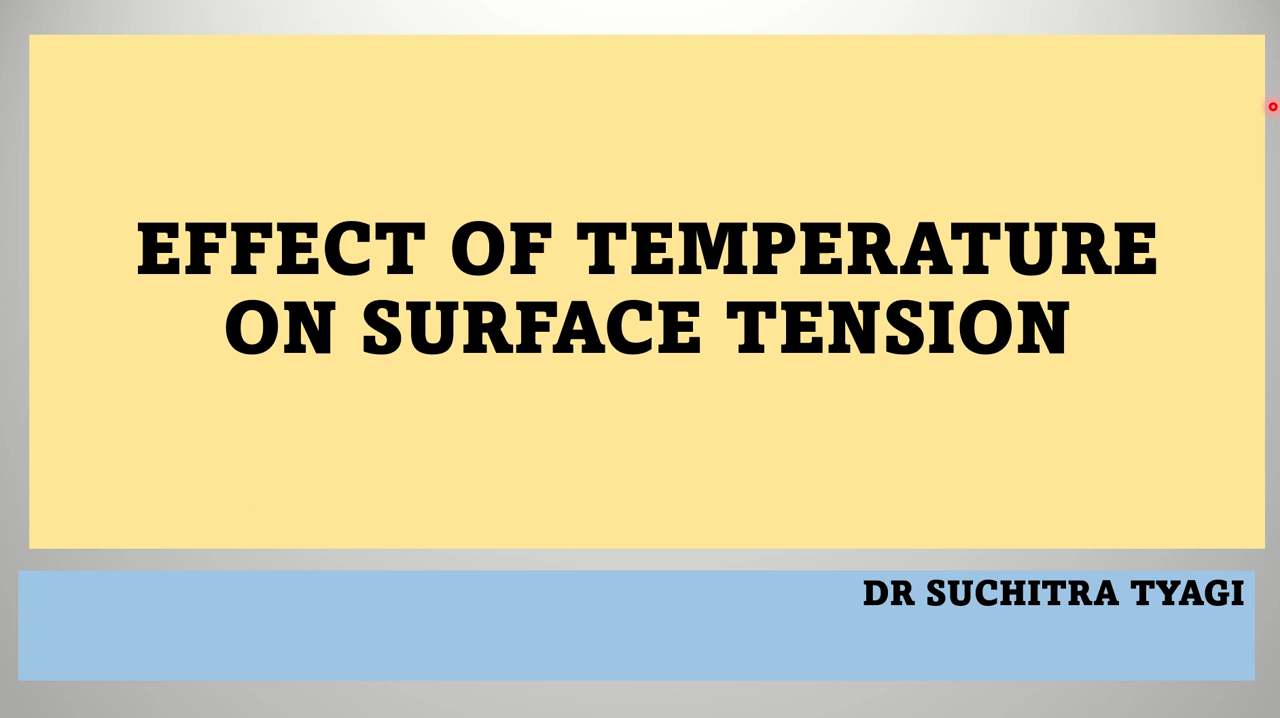 EFFECT OF TEMPERATURE
ON SURFACE TENSION
DR SUCHITRA TYAGI